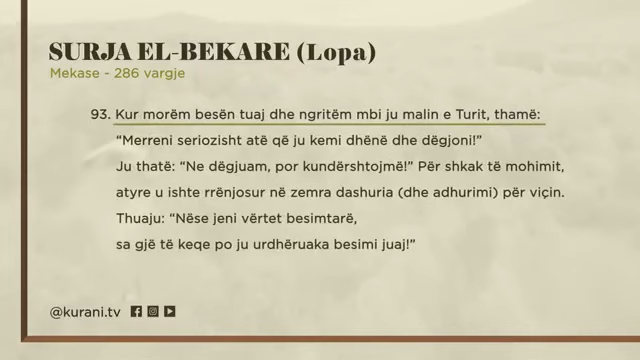 SURJA EL-BEKARE (Lopa)
Mekase - 286 vargje
93. Kur morëm besën tuaj dhe ngritëm mbi ju malin e Turit, thamë:
“Merreni seriozisht atë që ju kemi dhënë dhe dëgjoni!”
Ju thatë: “Ne dëgjuam, por kundërshtojmë!” Për shkak të mohimit,
atyre u ishte rrënjosur në zemra dashuria (dhe adhurimi) për viçin.
Thuaju: “Nëse jeni vërtet besimtarë,
sa gjë të keqe po ju urdhëruaka besimi juaj!”
@kurani.tv